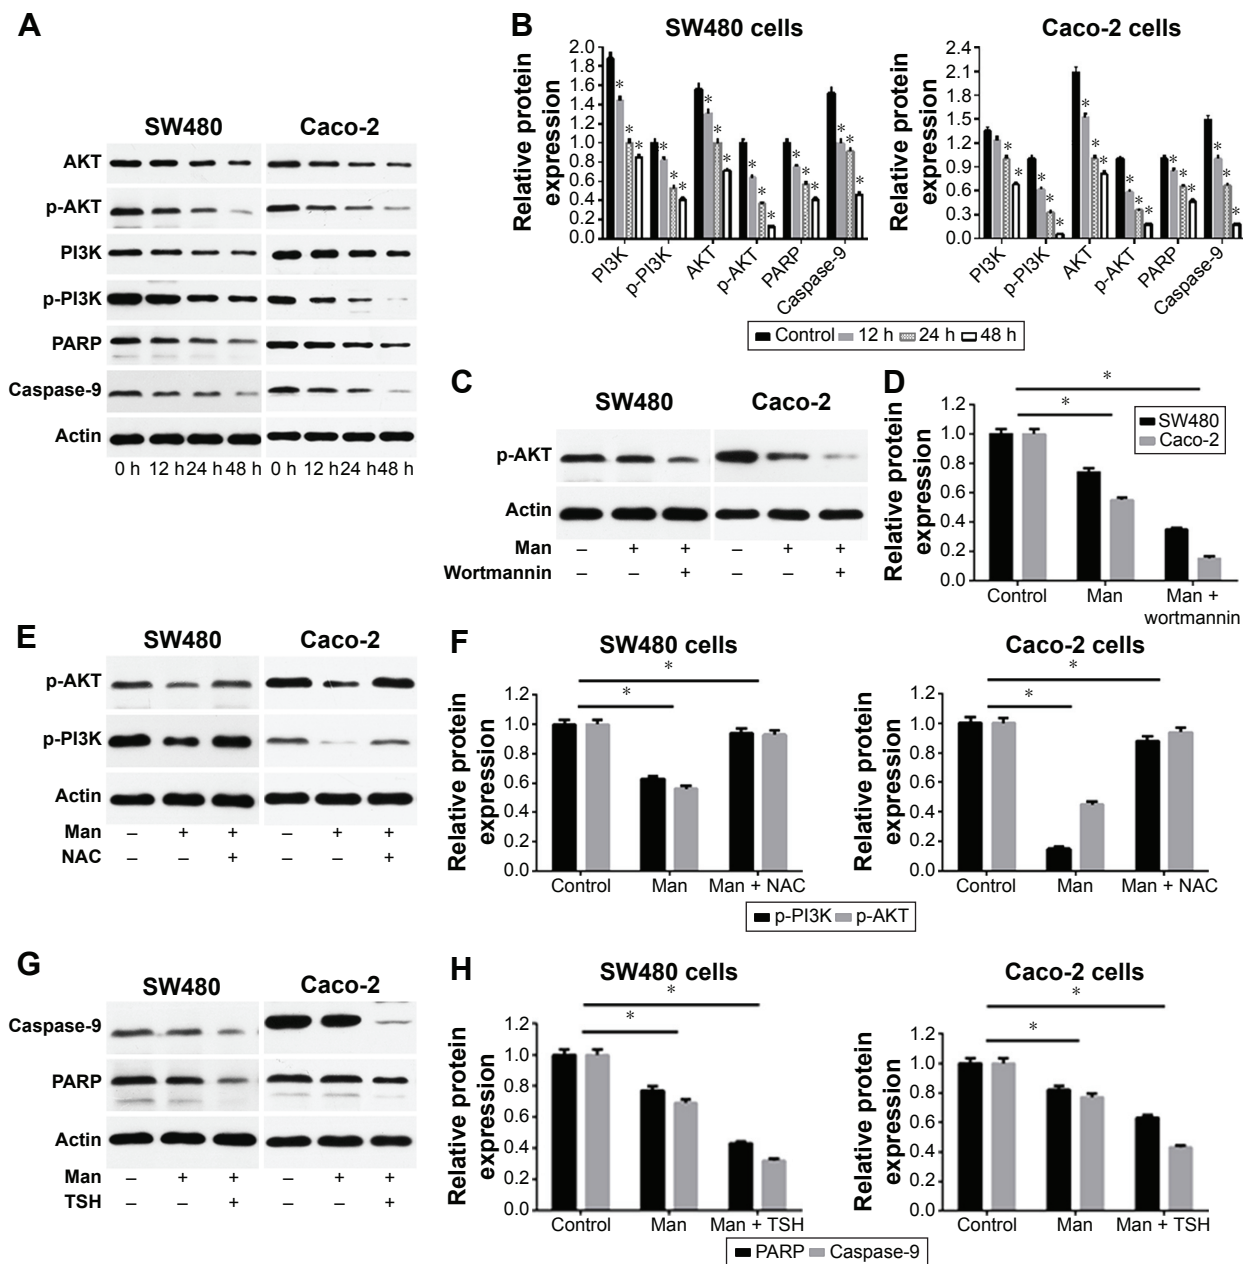 A
SW480 Caco-2
AKT
p-AKT
PI3K
p-PI3K
PARP
Caspase-9
Actin
0 h 12 h 24 h 48 h 0 h 12 h 24 h 48 h
B
SW480 cells
Relative protein
expression
2.0
1.8
1.6
1.4
1.2
1.0
0.8
0.6
0.4
0.2
0.0
* * * * * * * * * * * * * * * * * *
PI3K p-PI3K AKT p-AKT PARP Caspase-9
Caco-2 cells
Relative protein
expression
2.4
2.1
1.8
1.5
1.2
0.9
0.6
0.3
0.0
* * * * * * * * * * * * * * * * *
PI3K p-PI3K AKT p-AKT PARP Caspase-9
Control 12 h 24 h 48 h
C
SW480 Caco-2
p-AKT
Actin
Man – + + – + +
Wortmannin – – + – – +
D
*
*
SW480
Caco-2
Relative protein
expression
1.2
1.0
0.8
0.6
0.4
0.2
0.0
Control Man Man +
wortmannin
E
SW480 Caco-2
p-AKT
p-PI3K
Actin
Man – + + – + +
NAC – – + – – +
F
SW480 cells
*
*
Relative protein
expression
1.2
1.0
0.8
0.6
0.4
0.2
0.0
Control Man Man + NAC
Caco-2 cells
*
*
Relative protein
expression
1.2
1.0
0.8
0.6
0.4
0.2
0.0
Control Man Man + NAC
p-PI3K p-AKT
G
SW480 Caco-2
Caspase-9
PARP
Actin
Man – + + – + +
TSH – – + – – +
H
SW480 cells
*
*
Relative protein
expression
1.2
1.0
0.8
0.6
0.4
0.2
0.0
Control Man Man + TSH
Caco-2 cells
*
*
Relative protein
expression
1.2
1.0
0.8
0.6
0.4
0.2
0.0
Control Man Man + TSH
PARP Caspase-9